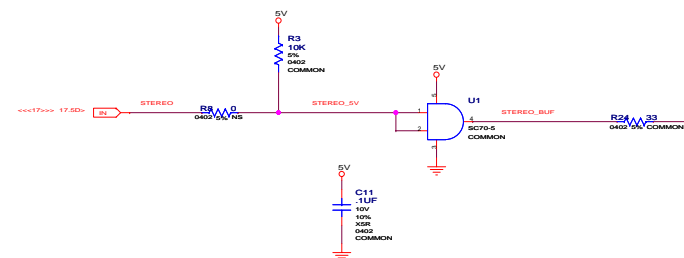 5V
R3
10K
5%
0402
COMMON
<<<17>>> 17.5D>
IN
STEREO
R8 0
0402 5% NS
STEREO_5V
5V
5
1
2
4
3
U1
SC70-5
COMMON
STEREO_BUF
R24 33
0402 5% COMMON
5V
C11
.1UF
10V
10%
X5R
0402
COMMON